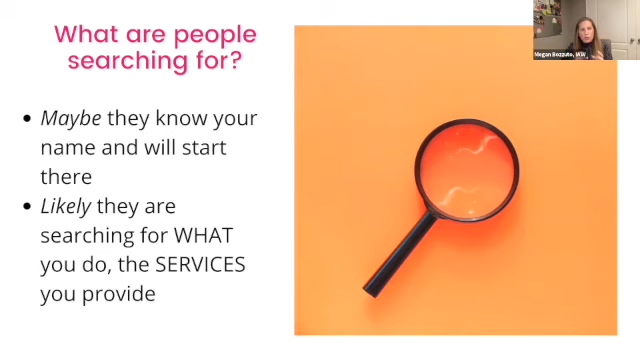 What are people
searching for?
• Maybe they know your
name and will start
there
• Likely they are
searching for WHAT
you do, the SERVICES
you provide
Megan Bozzuto, WW